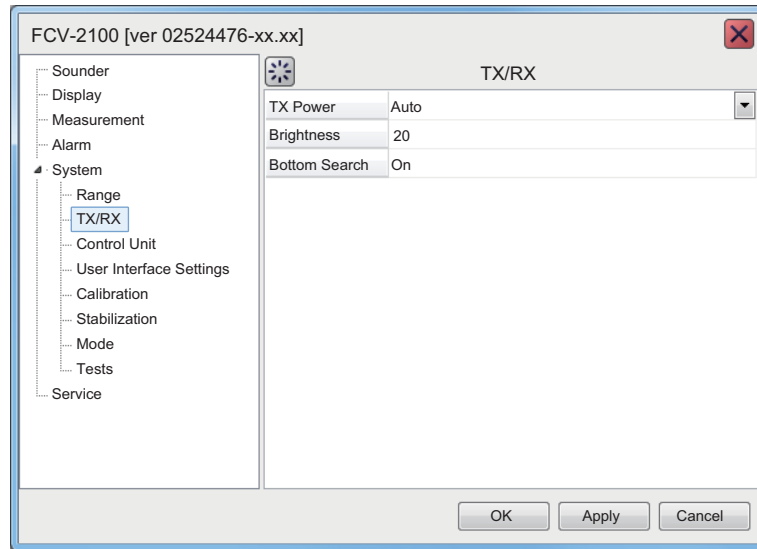 FCV-2100 [ver 02524476-xx.xx]
Sounder
Display
Measurement
Alarm
System
Range
TX/RX
Control Unit
User Interface Settings
Calibration
Stabilization
Mode
Tests
Service
TX/RX
TX Power Auto
Brightness 20
Bottom Search On
OK Apply Cancel